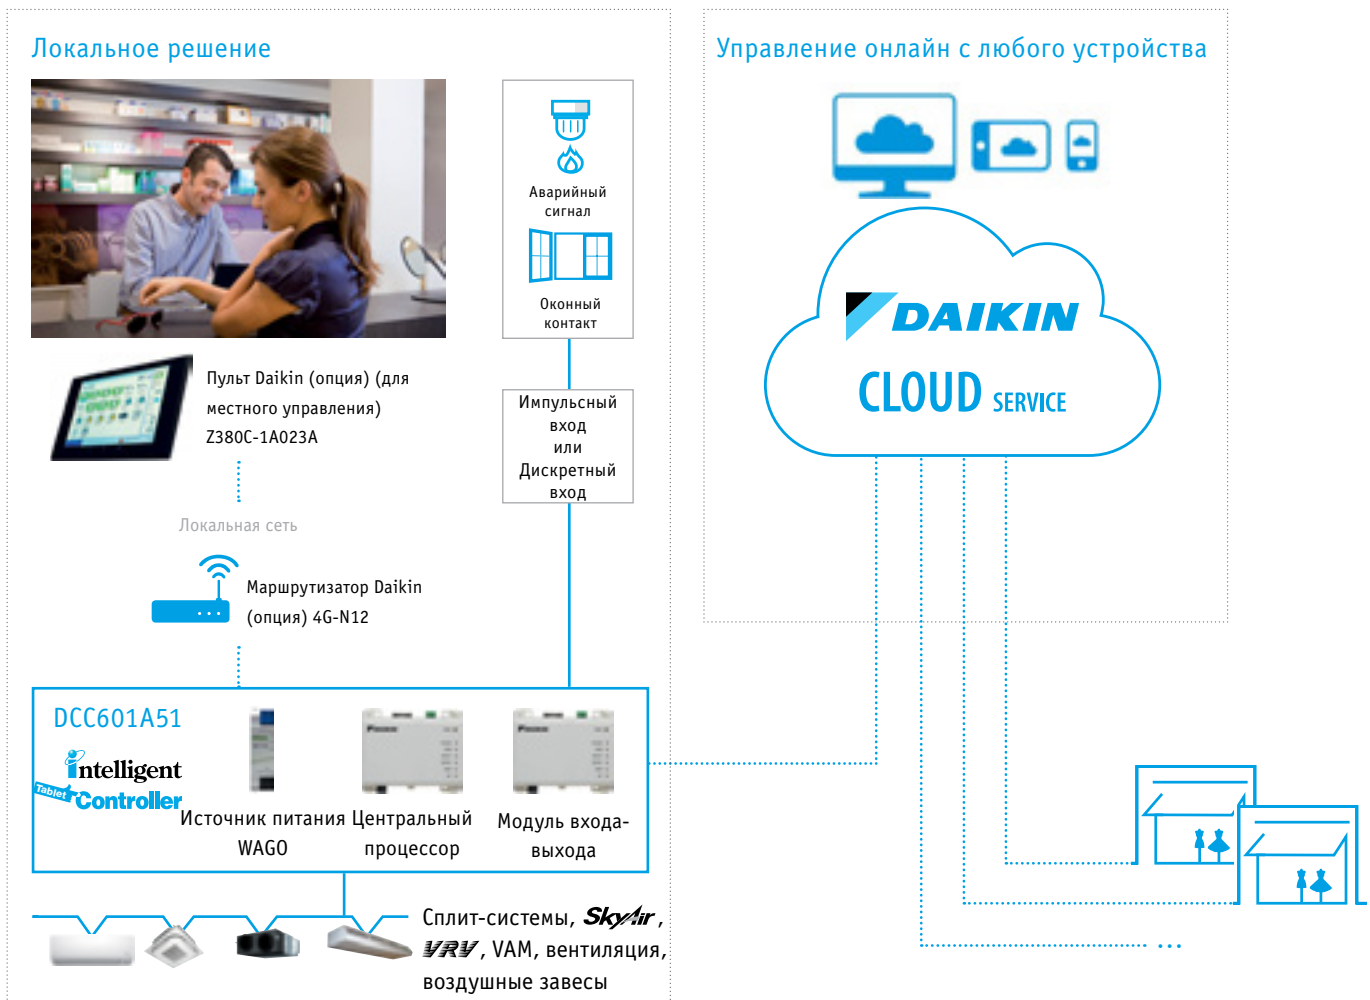 Локальное решение
Аварийный
сигнал
Оконный
контакт
Пульт Daikin (опция) (для
местного управления)
Z380C-1A023A
Импульсный
вход
или
Дискретный
вход
Локальная сеть
Маршрутизатор Daikin
(опция) 4G-N12
DCC601A51
intelligent
Tablet Controller
Источник питания
WAGO
Центральный
процессор
Модуль входа-
выхода
Сплит-системы, SkyAir,
VRV, VAM, вентиляция,
воздушные завесы
Управление онлайн с любого устройства
DAIKIN
CLOUD SERVICE
...